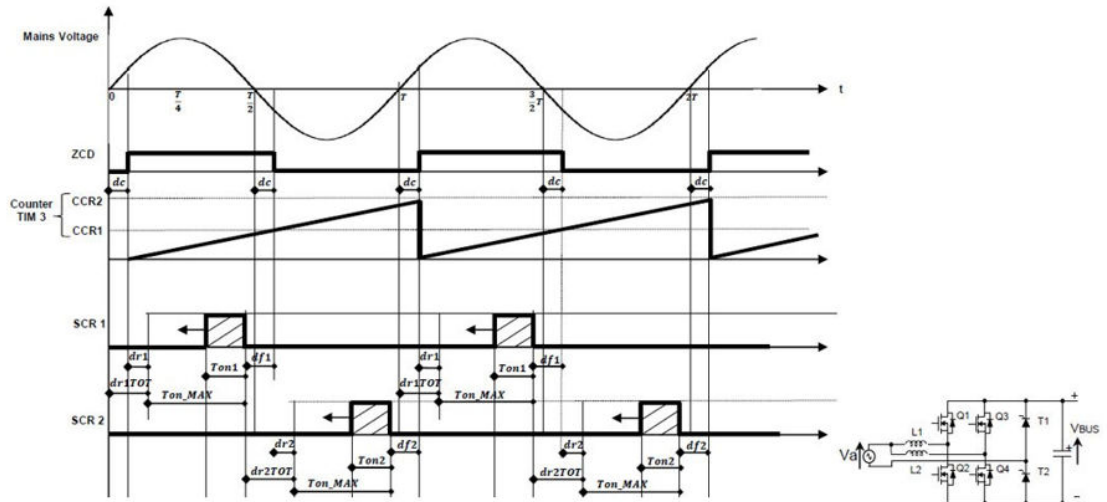 Mains Voltage
t
0
T/4
T/2
T
3/2 T
2T
ZCD
dc dc dc dc dc
Counter TIM 3
CCR2
CCR1
SCR 1
dr1 df1 dr1 df1
Ton1 Ton1
dr1TOT Ton_MAX dr1TOT Ton_MAX
SCR 2
dr2 df2 dr2 df2
Ton2 Ton2
dr2TOT dr2TOT
Ton_MAX Ton_MAX
Q1 Q3 T1
L1
Va
VBUS
L2 Q2 Q4 T2
+
+
−